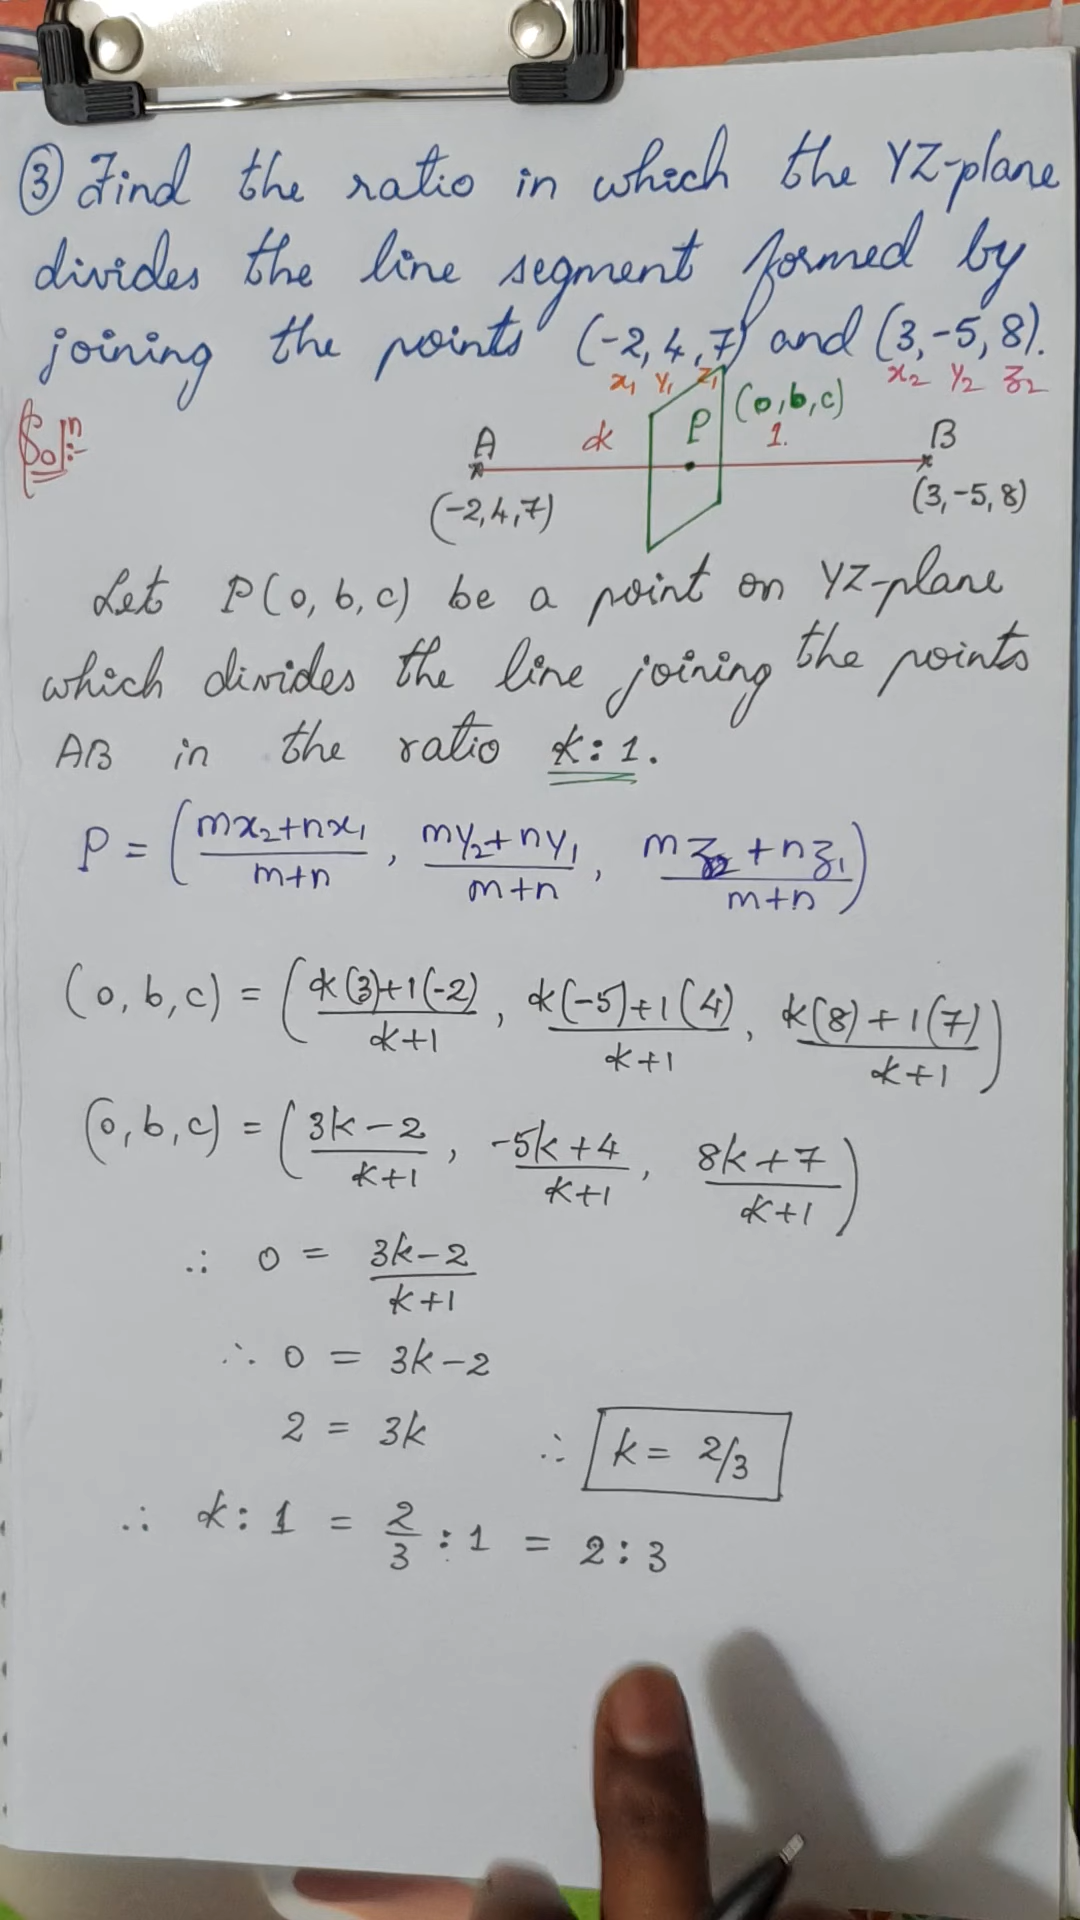 ③ Find the ratio in which the YZ-plane
divides the line segment formed by
joining the points (-2, 4, 7) and (3, -5, 8).
x₁ y₁ z₁ x₂ y₂ z₂
Solⁿ:-
A k P (0, b, c) 1. B
(-2, 4, 7) (3, -5, 8)
Let P(0, b, c) be a point on YZ-plane
which divides the line joining the points
AB in the ratio k : 1.
P = ( (mx₂+nx₁)/(m+n) , (my₂+ny₁)/(m+n) , (mz₂+nz₁)/(m+n) )
(0, b, c) = ( (k(3)+1(-2))/(k+1) , (k(-5)+1(4))/(k+1) , (k(8)+1(7))/(k+1) )
(0, b, c) = ( (3k-2)/(k+1) , (-5k+4)/(k+1) , (8k+7)/(k+1) )
∴ 0 = (3k-2)/(k+1)
∴ 0 = 3k-2
2 = 3k ∴ k = 2/3
∴ k : 1 = 2/3 : 1 = 2 : 3